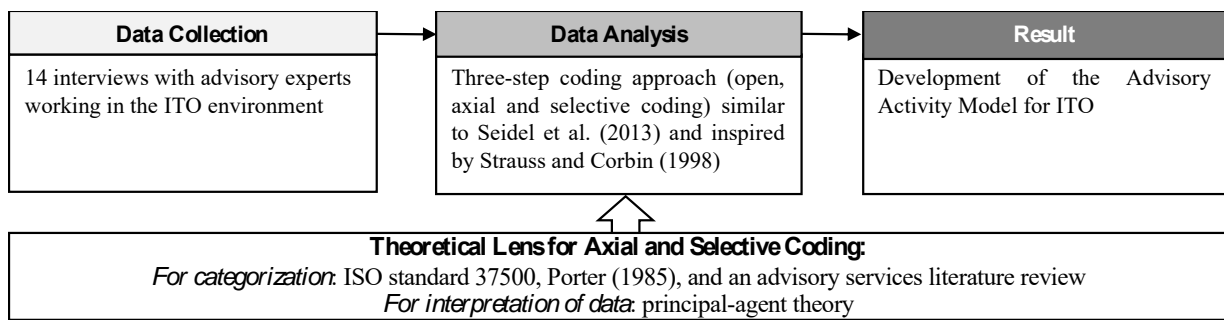 Data Collection
14 interviews with advisory experts
working in the ITO environment
Data Analysis
Three-step coding approach (open,
axial and selective coding) similar
to Seidel et al. (2013) and inspired
by Strauss and Corbin (1998)
Result
Development of the Advisory
Activity Model for ITO
Theoretical Lens for Axial and Selective Coding:
For categorization: ISO standard 37500, Porter (1985), and an advisory services literature review
For interpretation of data: principal-agent theory